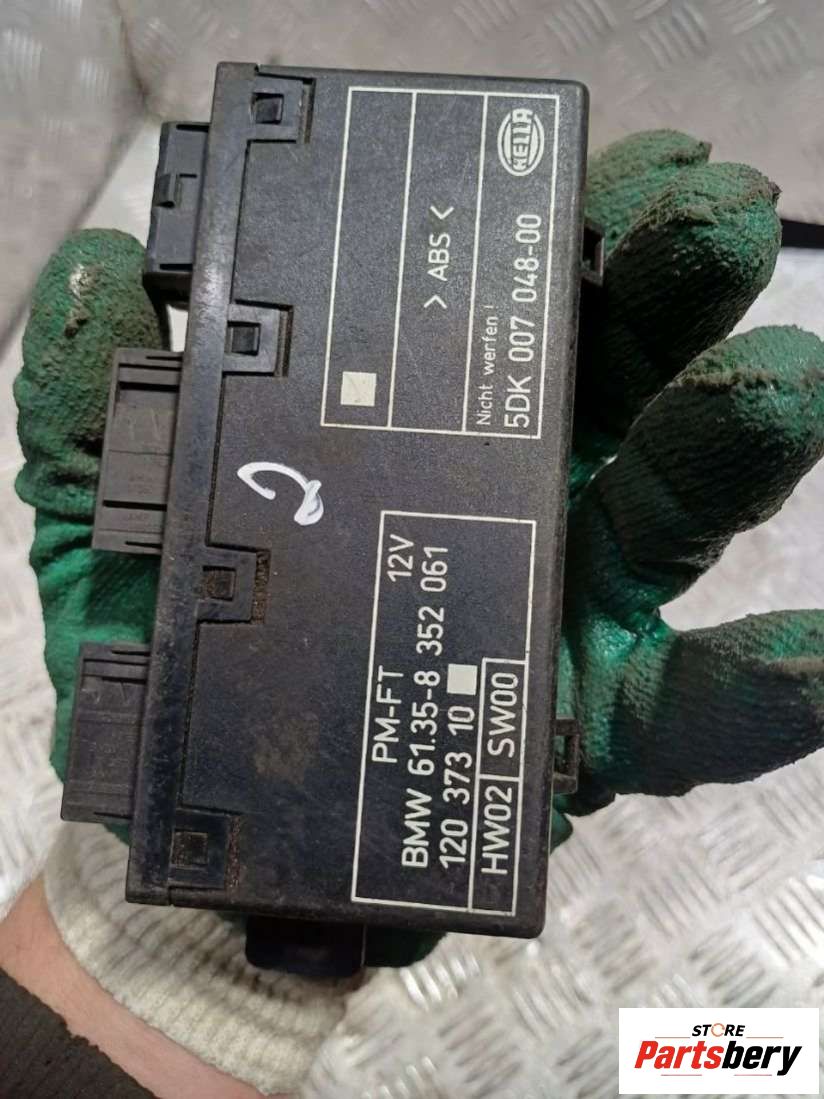 PM-FT 12V
BMW 61.35-8 352 061
120 373 10
HW02 SW00
> ABS <
Nicht werfen !
5DK 007 048-00
HELLA
STORE
Partsbery